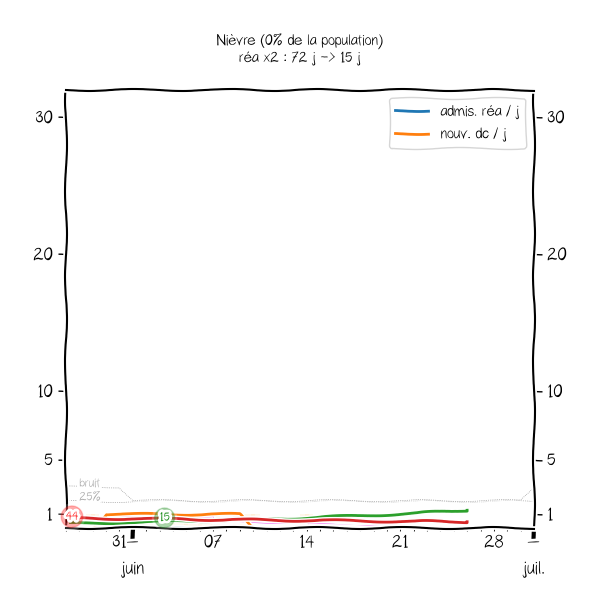 Nièvre (0% de la population)
réa x2 : 72 j -> 15 j
admis. réa / j
nouv. dc / j
30
30
20
20
10
10
5
5
bruit
25%
1
44
15
1
31
07
14
21
28
juin
juil.